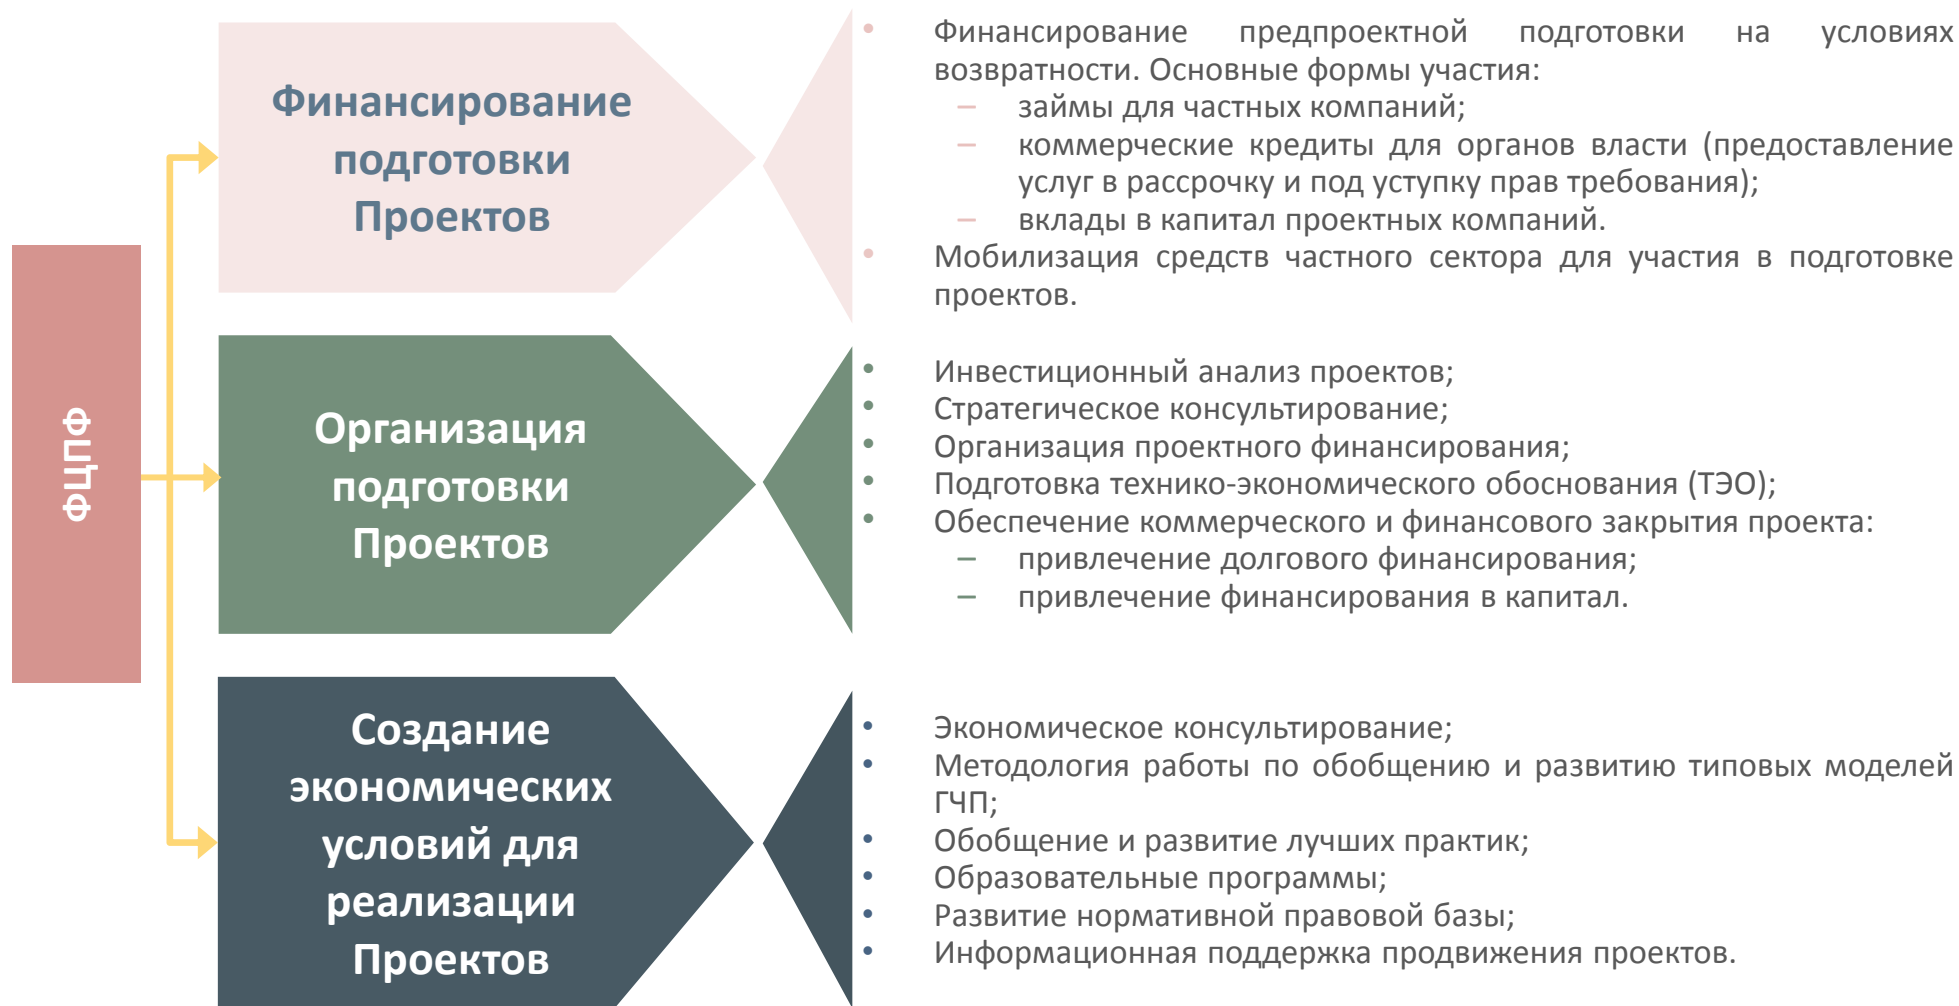 ФЦПФ
Финансирование
подготовки
Проектов
• Финансирование предпроектной подготовки на условиях
возвратности. Основные формы участия:
– займы для частных компаний;
– коммерческие кредиты для органов власти (предоставление
услуг в рассрочку и под уступку прав требования);
– вклады в капитал проектных компаний.
• Мобилизация средств частного сектора для участия в подготовке
проектов.
Организация
подготовки
Проектов
• Инвестиционный анализ проектов;
• Стратегическое консультирование;
• Организация проектного финансирования;
• Подготовка технико-экономического обоснования (ТЭО);
• Обеспечение коммерческого и финансового закрытия проекта:
– привлечение долгового финансирования;
– привлечение финансирования в капитал.
Создание
экономических
условий для
реализации
Проектов
• Экономическое консультирование;
• Методология работы по обобщению и развитию типовых моделей
ГЧП;
• Обобщение и развитие лучших практик;
• Образовательные программы;
• Развитие нормативной правовой базы;
• Информационная поддержка продвижения проектов.